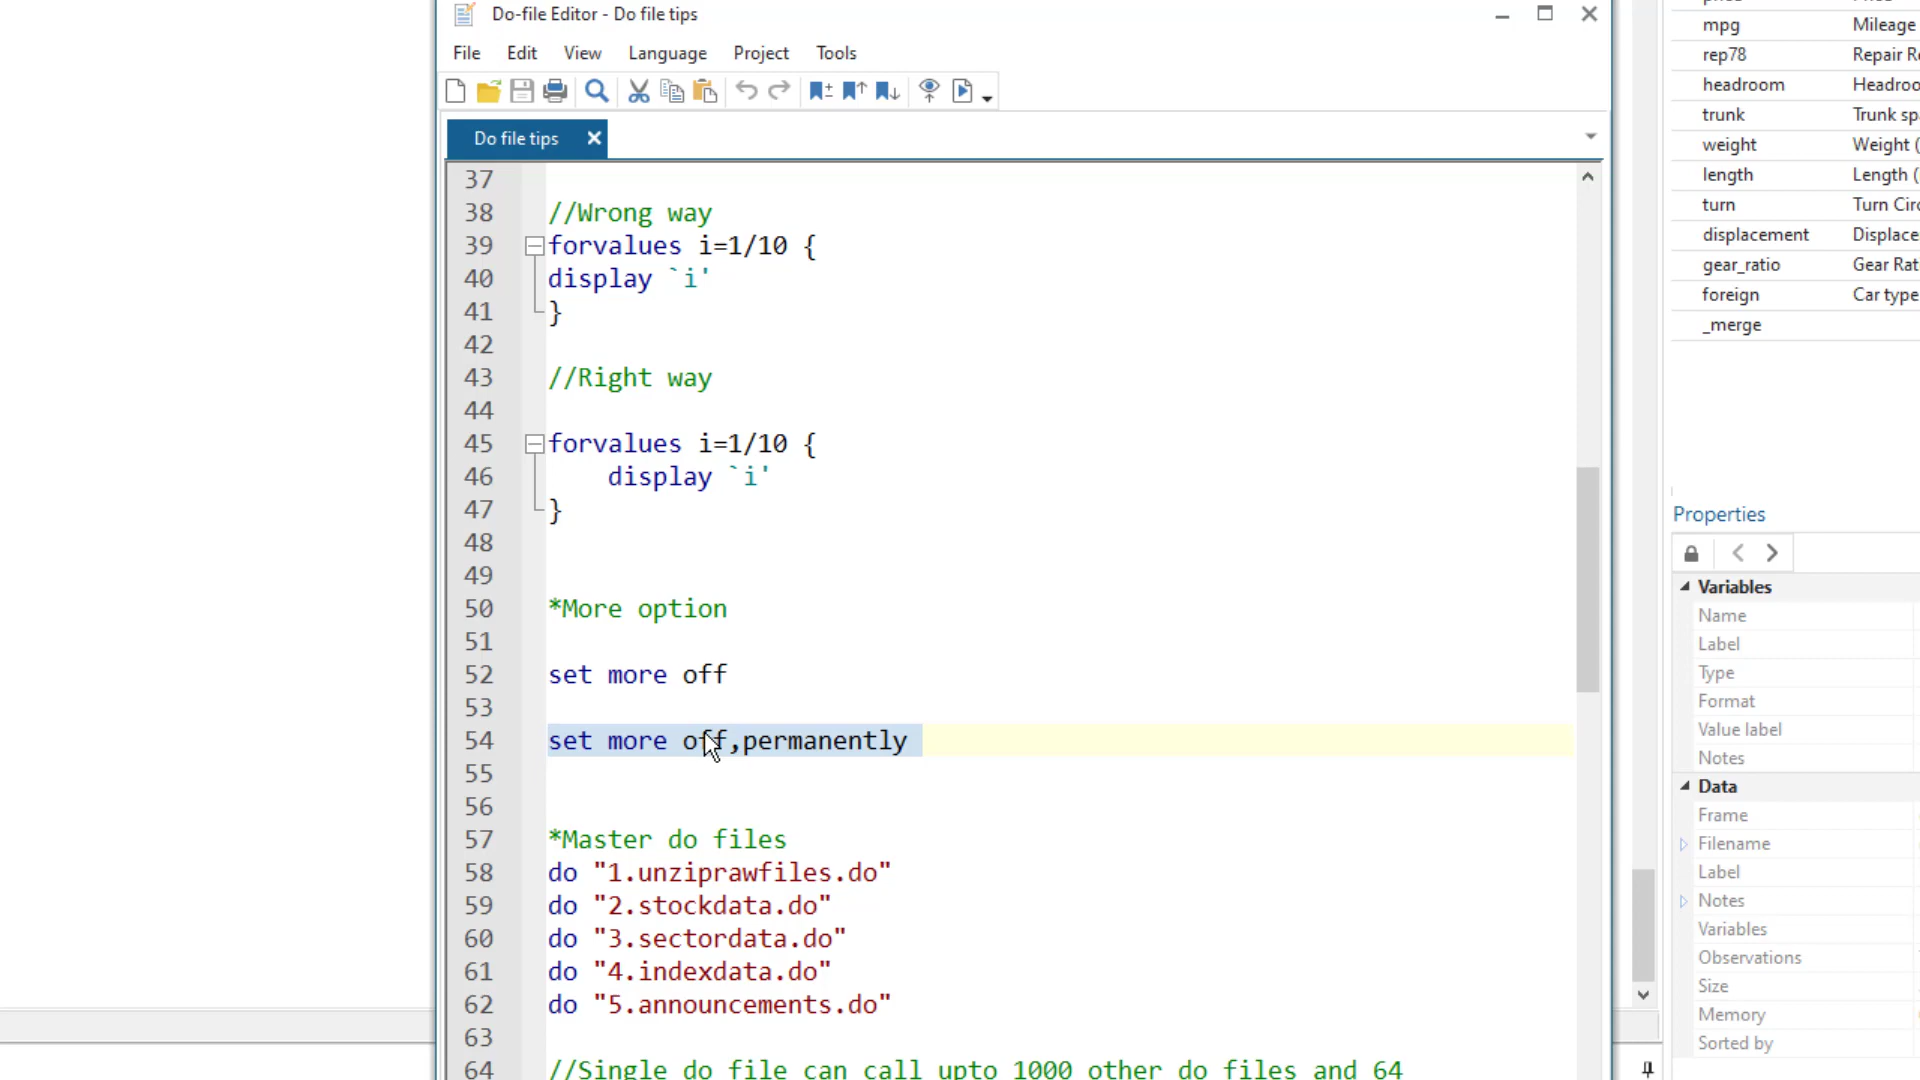 Do-file Editor - Do file tips
File Edit View Language Project Tools
Do file tips
37
38 //Wrong way
39 forvalues i=1/10 {
40 display `i'
41 }
42
43 //Right way
44
45 forvalues i=1/10 {
46 display `i'
47 }
48
49
50 *More option
51
52 set more off
53
54 set more off,permanently
55
56
57 *Master do files
58 do "1.unziprawfiles.do"
59 do "2.stockdata.do"
60 do "3.sectordata.do"
61 do "4.indexdata.do"
62 do "5.announcements.do"
63
64 //Single do file can call upto 1000 other do files and 64
mpg Mileage
rep78 Repair R
headroom Headroo
trunk Trunk sp
weight Weight (
length Length (
turn Turn Circ
displacement Displace
gear_ratio Gear Rat
foreign Car type
_merge
Properties
Variables
Name
Label
Type
Format
Value label
Notes
Data
Frame
Filename
Label
Notes
Variables
Observations
Size
Memory
Sorted by